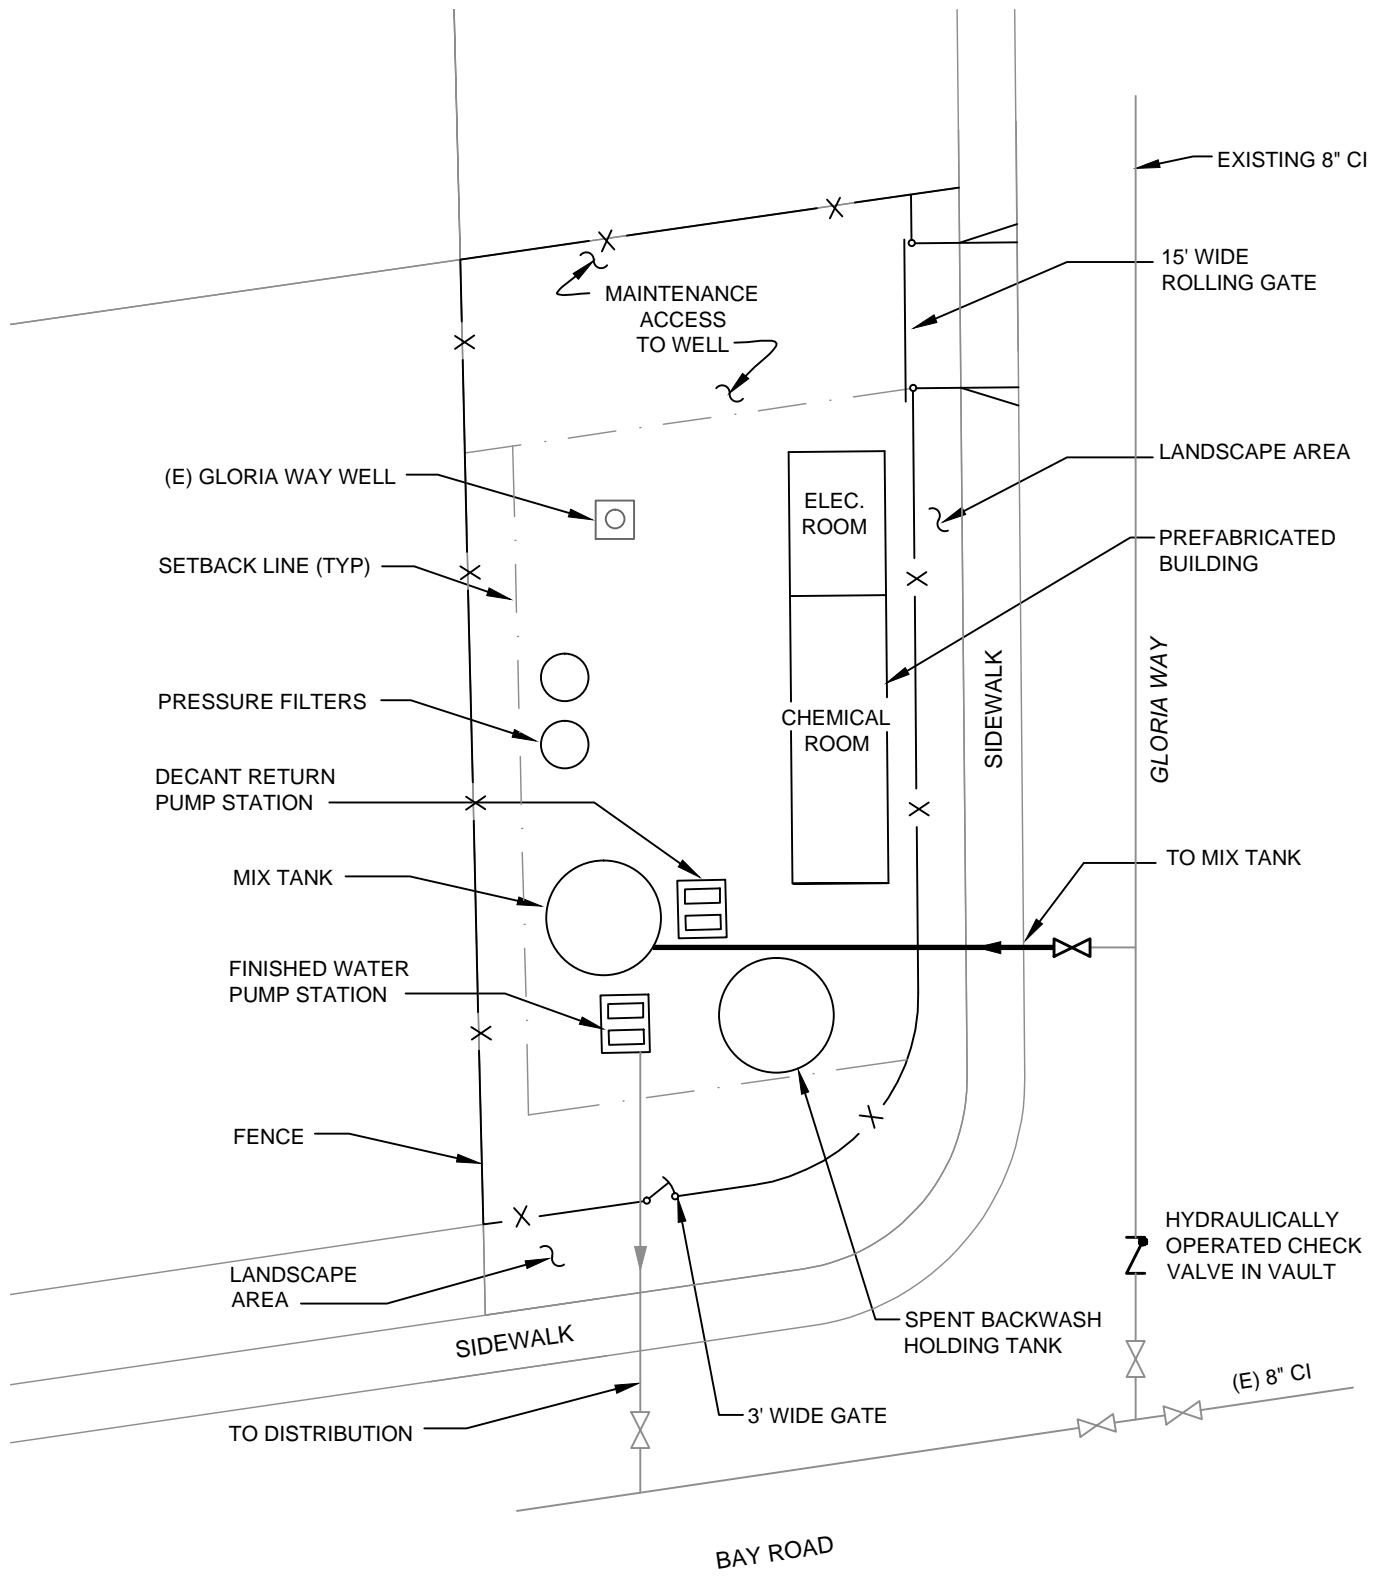 EXISTING 8" CI
15' WIDE
ROLLING GATE
MAINTENANCE
ACCESS
TO WELL
LANDSCAPE AREA
(E) GLORIA WAY WELL
ELEC.
ROOM
PREFABRICATED
BUILDING
SETBACK LINE (TYP)
SIDEWALK
GLORIA WAY
PRESSURE FILTERS
CHEMICAL
ROOM
DECANT RETURN
PUMP STATION
TO MIX TANK
MIX TANK
FINISHED WATER
PUMP STATION
FENCE
HYDRAULICALLY
OPERATED CHECK
VALVE IN VAULT
LANDSCAPE
AREA
SIDEWALK
SPENT BACKWASH
HOLDING TANK
(E) 8" CI
3' WIDE GATE
TO DISTRIBUTION
BAY ROAD